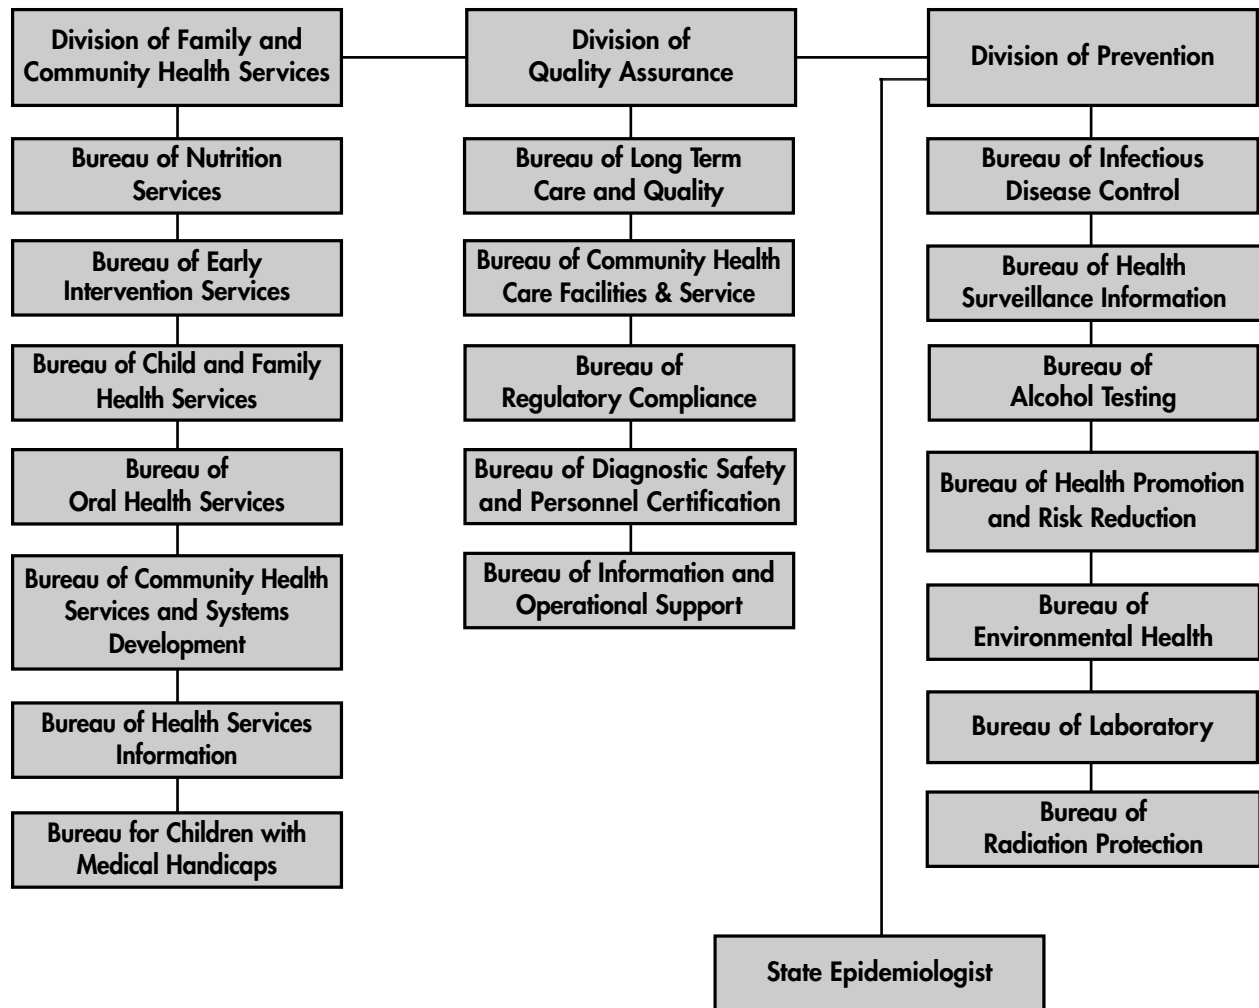 Division of Family and
Community Health Services
Bureau of Nutrition
Services
Bureau of Early
Intervention Services
Bureau of Child and Family
Health Services
Bureau of
Oral Health Services
Bureau of Community Health
Services and Systems
Development
Bureau of Health Services
Information
Bureau for Children with
Medical Handicaps
Division of
Quality Assurance
Bureau of Long Term
Care and Quality
Bureau of Community Health
Care Facilities & Service
Bureau of
Regulatory Compliance
Bureau of Diagnostic Safety
and Personnel Certification
Bureau of Information and
Operational Support
Division of Prevention
Bureau of Infectious
Disease Control
Bureau of Health
Surveillance Information
Bureau of
Alcohol Testing
Bureau of Health Promotion
and Risk Reduction
Bureau of
Environmental Health
Bureau of Laboratory
Bureau of
Radiation Protection
State Epidemiologist